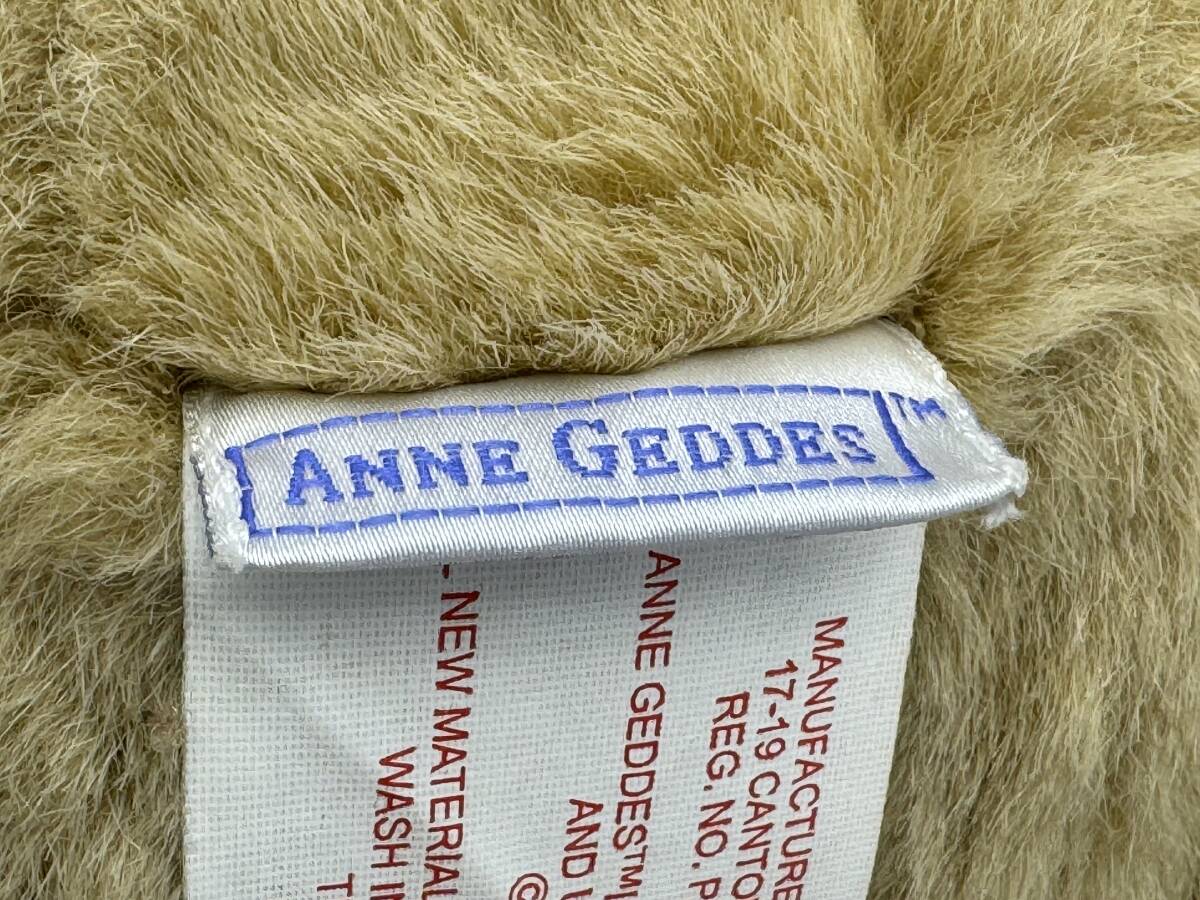 ANNE GEDDES™
MANUFACTURE
17-19 CANTO
REG. NO. P
ANNE GEDDES™
AND
©
- NEW MATERIAL
WASH
T